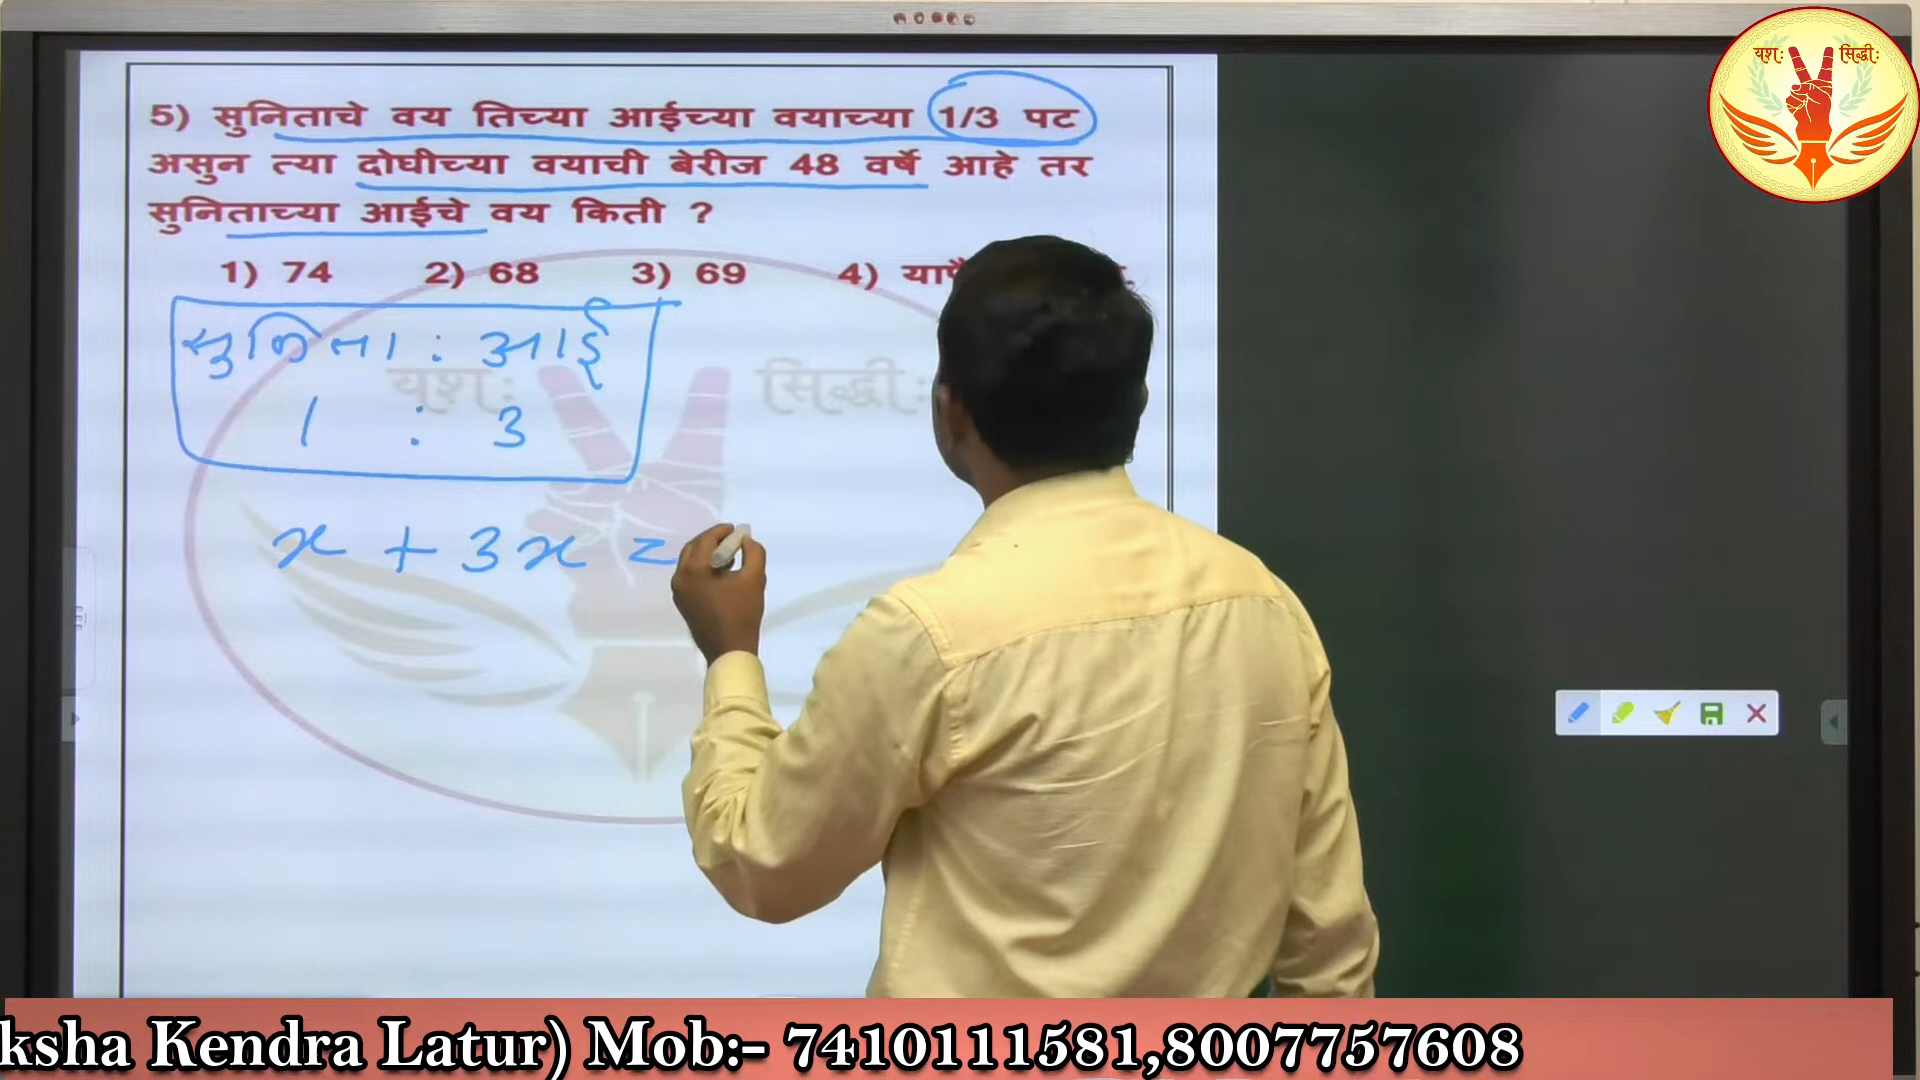 यशः सिद्धीः
5) सुनिताचे वय तिच्या आईच्या वयाच्या 1/3 पट
असुन त्या दोघीच्या वयाची बेरीज 48 वर्षे आहे तर
सुनिताच्या आईचे वय किती ?
1) 74 2) 68 3) 69 4)
सुनिता : आई
यशः सिद्धीः
1 : 3
x + 3x =
ksha Kendra Latur) Mob:- 7410111581,8007757608